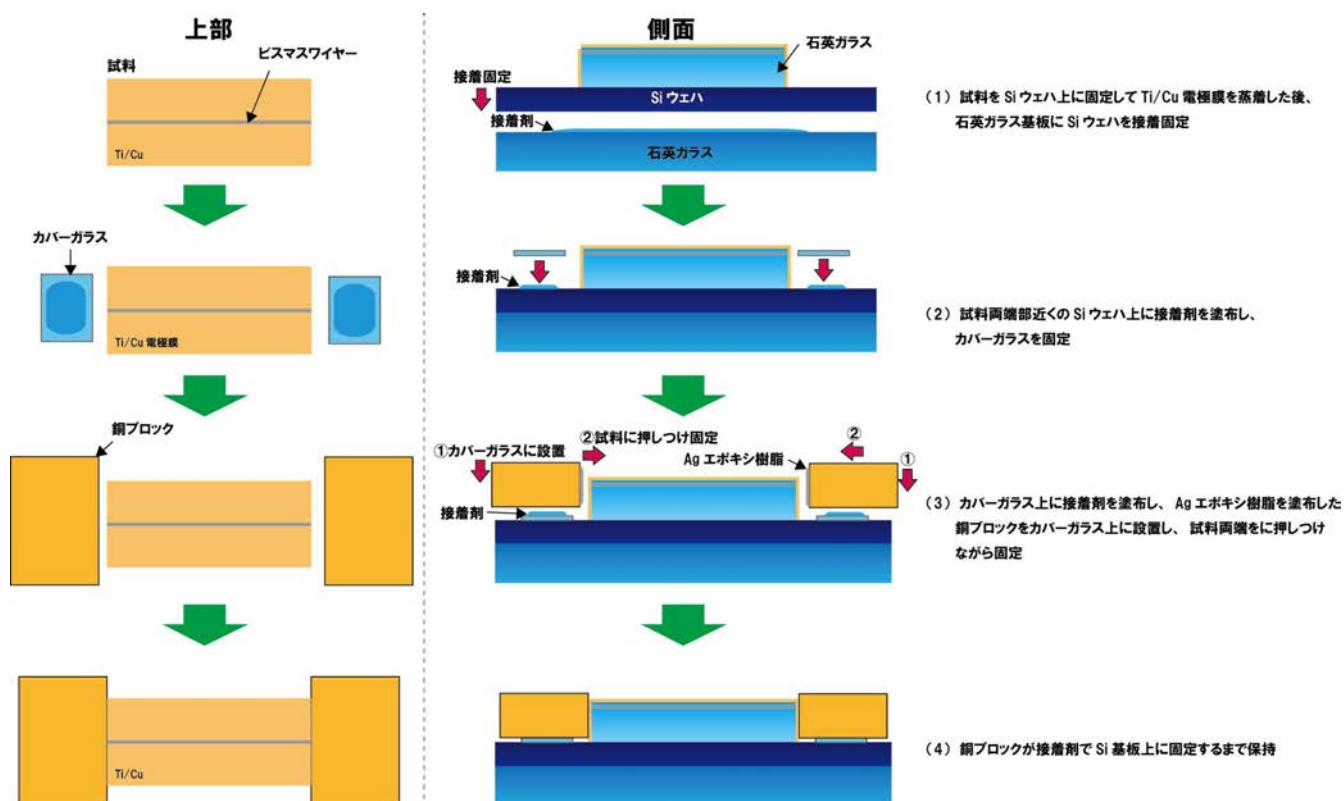 上部
側面
試料
ビスマスワイヤー
Ti/Cu
接着固定
石英ガラス
Si ウェハ
接着剤
石英ガラス
（1）試料を Si ウェハ上に固定して Ti/Cu 電極膜を蒸着した後、
石英ガラス基板に Si ウェハを接着固定
カバーガラス
Ti/Cu 電極膜
接着剤
（2）試料両端部近くの Si ウェハ上に接着剤を塗布し、
カバーガラスを固定
銅ブロック
①カバーガラスに設置
②試料に押しつけ固定
Ag エポキシ樹脂
②
①
接着剤
（3）カバーガラス上に接着剤を塗布し、Ag エポキシ樹脂を塗布した
銅ブロックをカバーガラス上に設置し、試料両端をに押しつけ
ながら固定
Ti/Cu
（4）銅ブロックが接着剤で Si 基板上に固定するまで保持